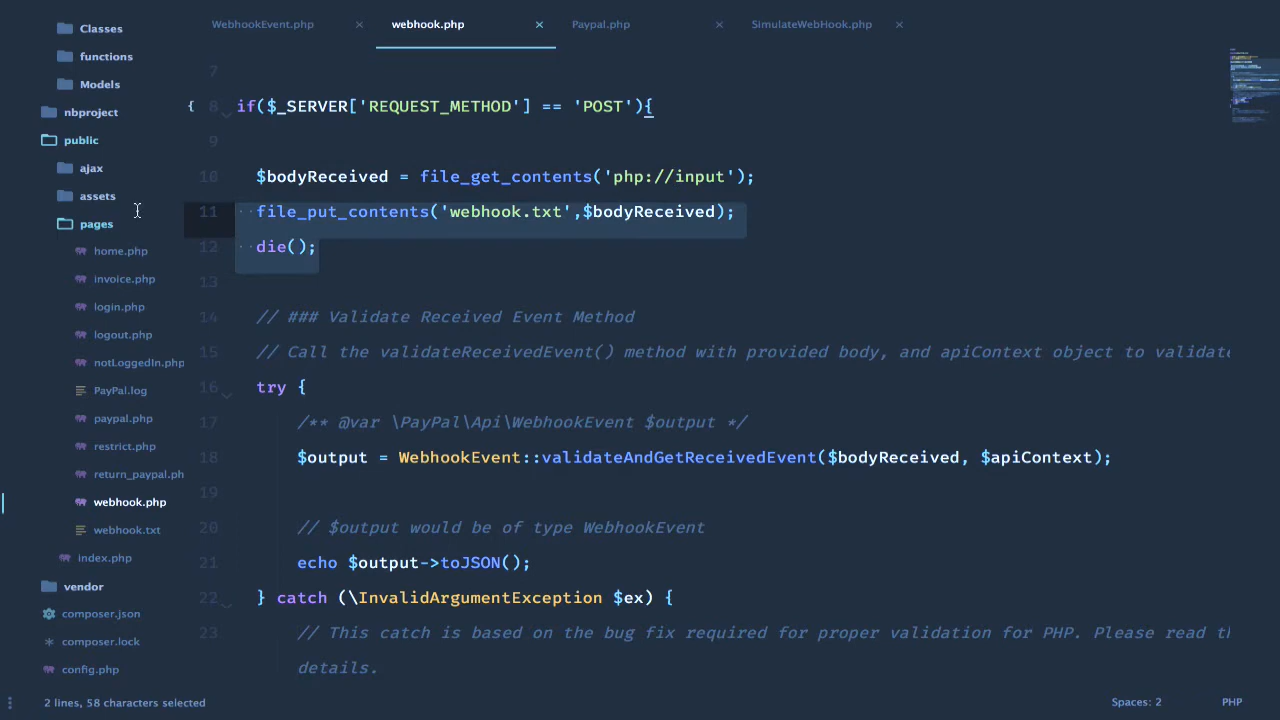 WebhookEvent.php × webhook.php × Paypal.php × SimulateWebHook.php ×
Classes
functions
Models
nbproject
public
ajax
assets
pages
home.php
invoice.php
login.php
logout.php
notLoggedIn.php
PayPal.log
paypal.php
restrict.php
return_paypal.ph
webhook.php
webhook.txt
index.php
vendor
composer.json
composer.lock
config.php
7
{ 8 if($_SERVER['REQUEST_METHOD'] == 'POST'){
9
10 $bodyReceived = file_get_contents('php://input');
11 file_put_contents('webhook.txt',$bodyReceived);
12 die();
13
14 // ### Validate Received Event Method
15 // Call the validateReceivedEvent() method with provided body, and apiContext object to validate
16 try {
17 /** @var \PayPal\Api\WebhookEvent $output */
18 $output = WebhookEvent::validateAndGetReceivedEvent($bodyReceived, $apiContext);
19
20 // $output would be of type WebhookEvent
21 echo $output->toJSON();
22 } catch (\InvalidArgumentException $ex) {
23 // This catch is based on the bug fix required for proper validation for PHP. Please read th
details.
2 lines, 58 characters selected Spaces: 2 PHP